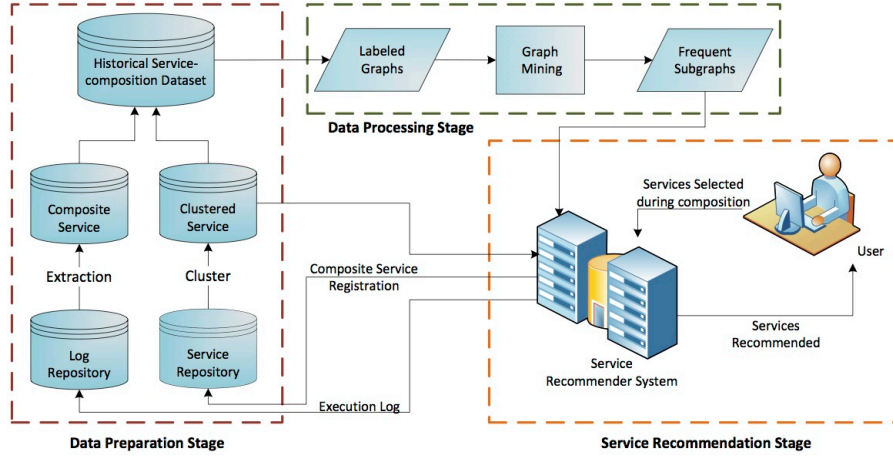 Historical Service-
composition Dataset
Labeled
Graphs
Graph
Mining
Frequent
Subgraphs
Data Processing Stage
Composite
Service
Clustered
Service
Services Selected
during composition
User
Extraction
Cluster
Composite Service
Registration
Log
Repository
Service
Repository
Services
Recommended
Service
Recommender System
Execution Log
Data Preparation Stage
Service Recommendation Stage